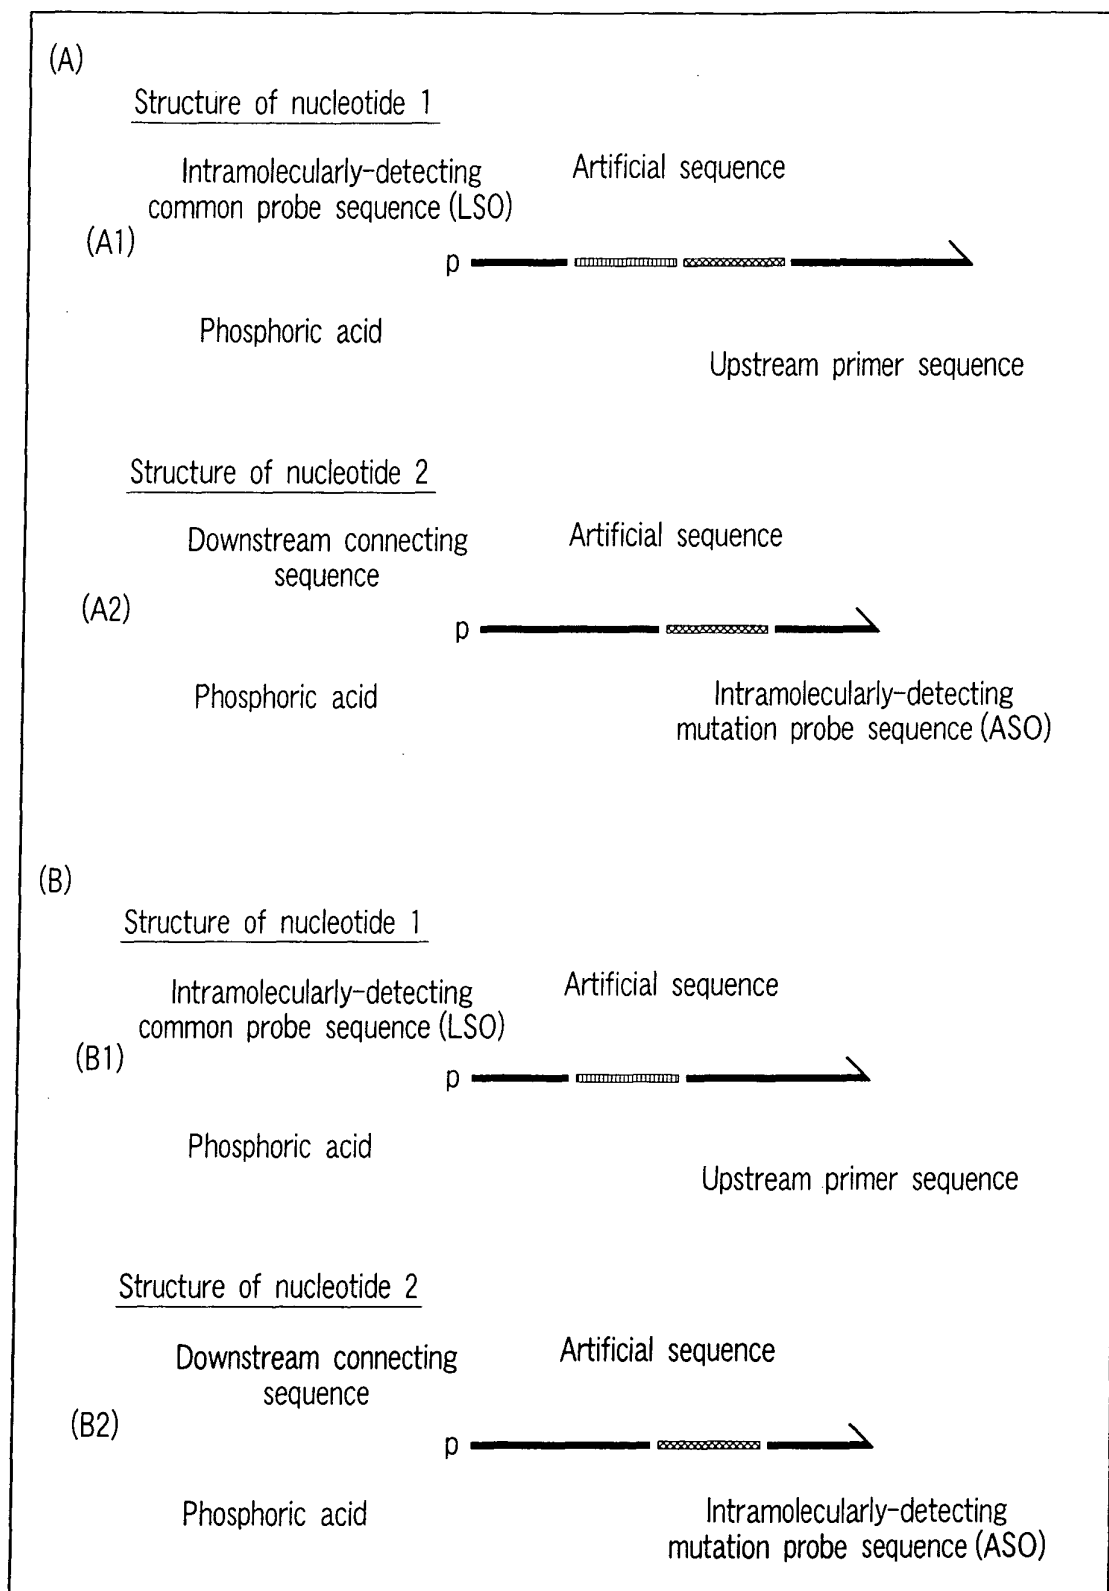 (A)
Structure of nucleotide 1
Intramolecularly-detecting
common probe sequence (LSO)
Artificial sequence
(A1)
p
Phosphoric acid
Upstream primer sequence
Structure of nucleotide 2
Downstream connecting
sequence
Artificial sequence
(A2)
p
Phosphoric acid
Intramolecularly-detecting
mutation probe sequence (ASO)
(B)
Structure of nucleotide 1
Intramolecularly-detecting
common probe sequence (LSO)
Artificial sequence
(B1)
p
Phosphoric acid
Upstream primer sequence
Structure of nucleotide 2
Downstream connecting
sequence
Artificial sequence
(B2)
p
Phosphoric acid
Intramolecularly-detecting
mutation probe sequence (ASO)